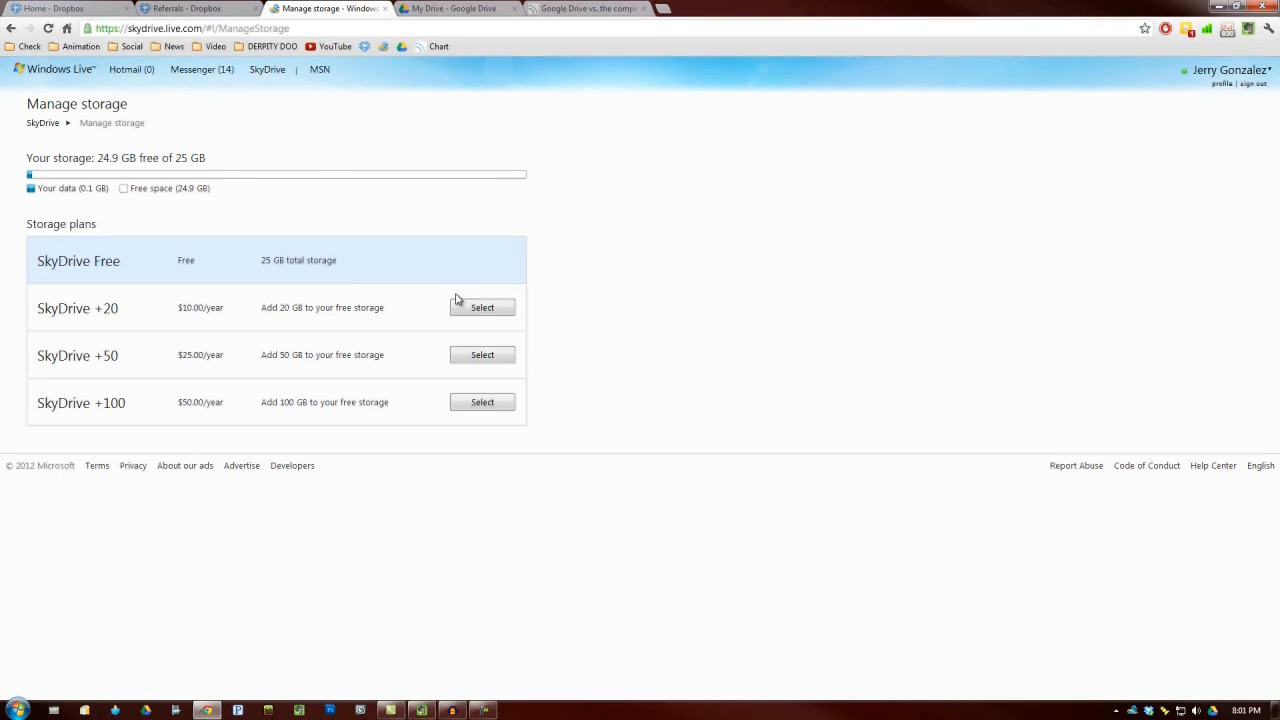 Home - Dropbox
Referrals - Dropbox
Manage storage - Windows
My Drive - Google Drive
Google Drive vs. the comp
https://skydrive.live.com/#!/ManageStorage
Check
Animation
Social
News
Video
DERPITY DOO
YouTube
Chart
Windows Live™
Hotmail (0)
Messenger (14)
SkyDrive
|
MSN
Jerry Gonzalez
profile | sign out
Manage storage
SkyDrive
Manage storage
Your storage: 24.9 GB free of 25 GB
Your data (0.1 GB)
Free space (24.9 GB)
Storage plans
SkyDrive Free
Free
25 GB total storage
SkyDrive +20
$10.00/year
Add 20 GB to your free storage
Select
SkyDrive +50
$25.00/year
Add 50 GB to your free storage
Select
SkyDrive +100
$50.00/year
Add 100 GB to your free storage
Select
© 2012 Microsoft
Terms
Privacy
About our ads
Advertise
Developers
Report Abuse
Code of Conduct
Help Center
English
8:01 PM